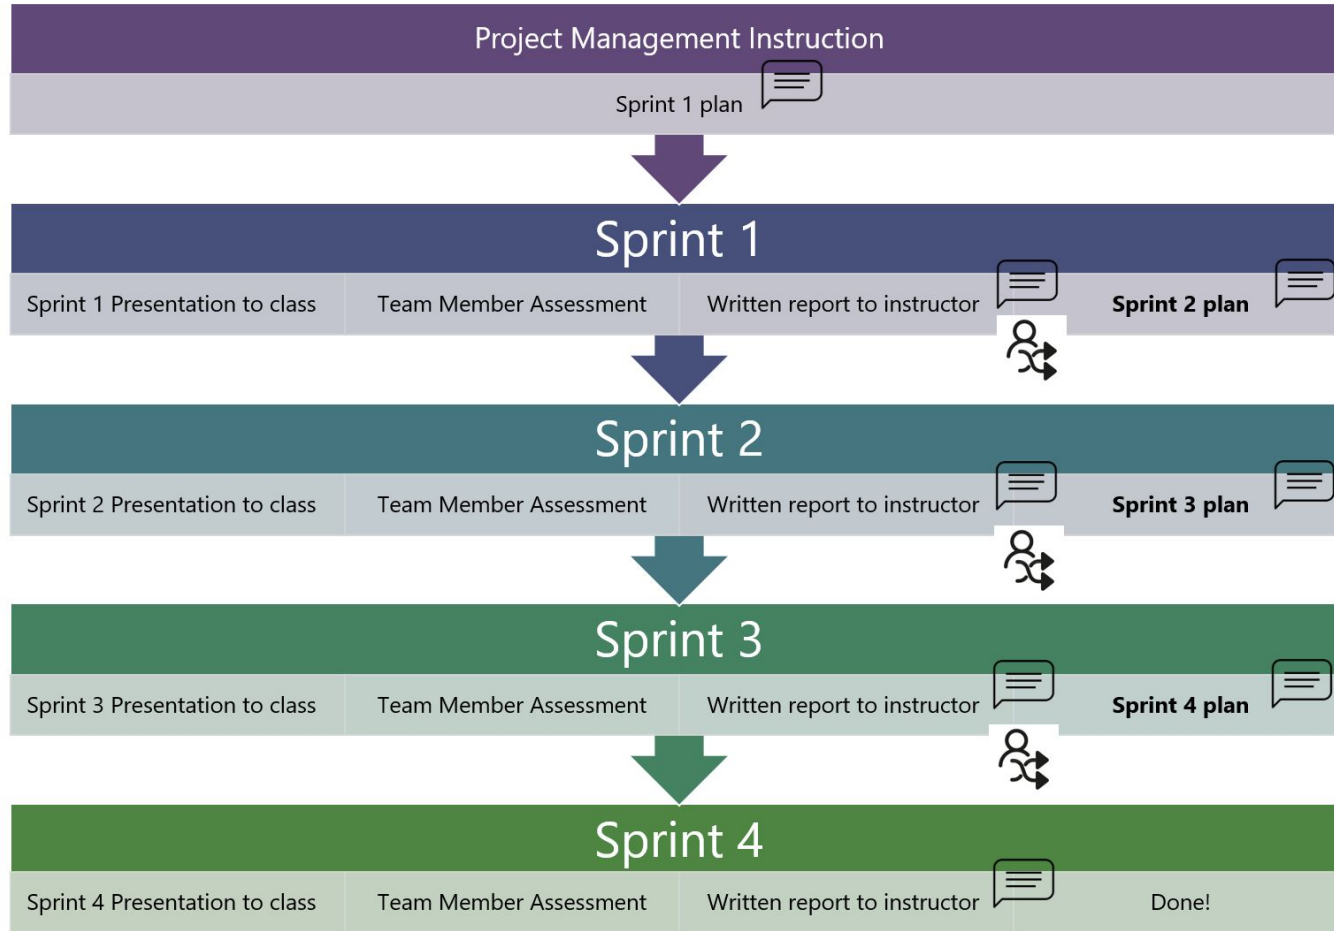 Project Management Instruction
Sprint 1 plan
Sprint 1
Sprint 1 Presentation to class
Team Member Assessment
Written report to instructor
Sprint 2 plan
Sprint 2
Sprint 2 Presentation to class
Team Member Assessment
Written report to instructor
Sprint 3 plan
Sprint 3
Sprint 3 Presentation to class
Team Member Assessment
Written report to instructor
Sprint 4 plan
Sprint 4
Sprint 4 Presentation to class
Team Member Assessment
Written report to instructor
Done!